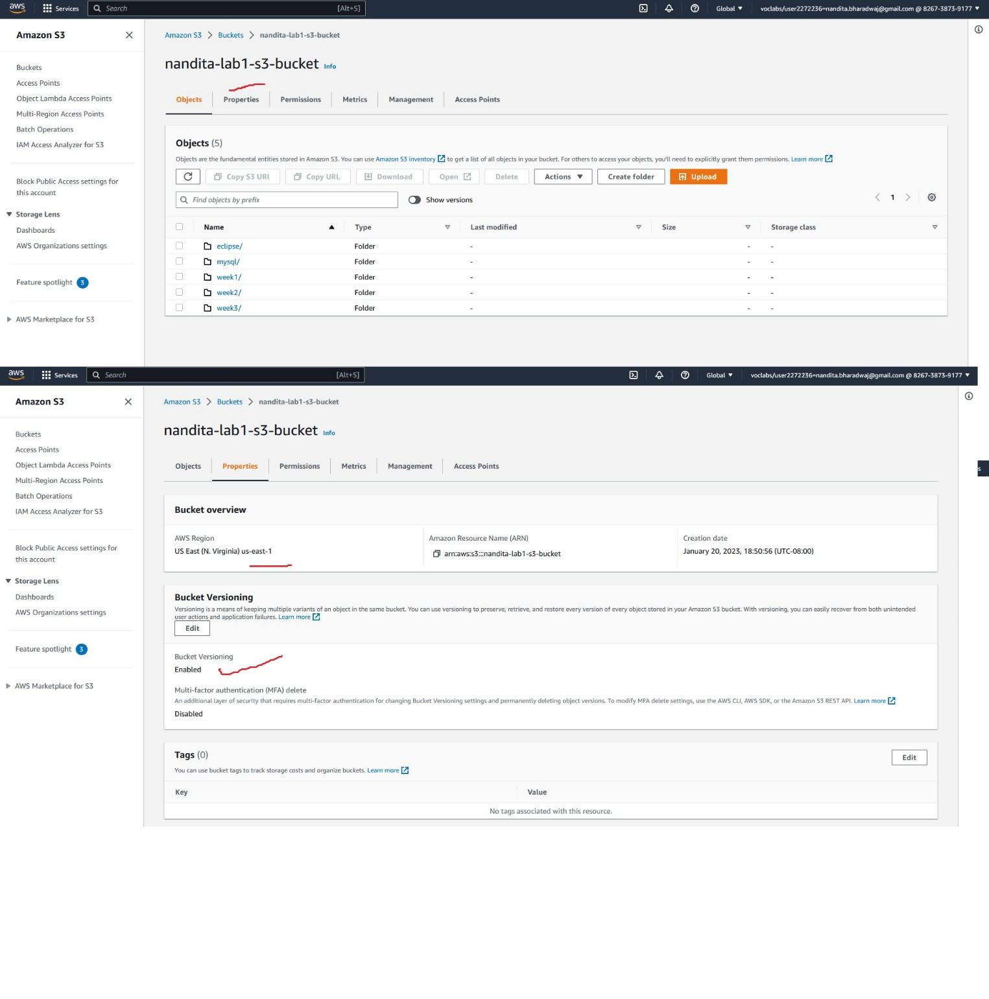 aws Services Search [Alt+S] Global voclabs/user2272236=nandita.bharadwaj@gmail.com @ 8267-3873-9177
Amazon S3
Buckets
Access Points
Object Lambda Access Points
Multi-Region Access Points
Batch Operations
IAM Access Analyzer for S3
Block Public Access settings for
this account
Storage Lens
Dashboards
AWS Organizations settings
Feature spotlight 3
AWS Marketplace for S3
Amazon S3 Buckets nandita-lab1-s3-bucket
nandita-lab1-s3-bucket Info
Objects Properties Permissions Metrics Management Access Points
Objects (5)
Objects are the fundamental entities stored in Amazon S3. You can use Amazon S3 inventory to get a list of all objects in your bucket. For others to access your objects, you'll need to explicitly grant them permissions. Learn more
Copy S3 URI Copy URL Download Open Delete Actions Create folder Upload
Find objects by prefix Show versions 1
Name Type Last modified Size Storage class
eclipse/ Folder - - -
mysql/ Folder - - -
week1/ Folder - - -
week2/ Folder - - -
week3/ Folder - - -
aws Services Search [Alt+S] Global voclabs/user2272236=nandita.bharadwaj@gmail.com @ 8267-3873-9177
Amazon S3
Buckets
Access Points
Object Lambda Access Points
Multi-Region Access Points
Batch Operations
IAM Access Analyzer for S3
Block Public Access settings for
this account
Storage Lens
Dashboards
AWS Organizations settings
Feature spotlight 3
AWS Marketplace for S3
Amazon S3 Buckets nandita-lab1-s3-bucket
nandita-lab1-s3-bucket Info
Objects Properties Permissions Metrics Management Access Points
s
Bucket overview
AWS Region Amazon Resource Name (ARN) Creation date
US East (N. Virginia) us-east-1 arn:aws:s3:::nandita-lab1-s3-bucket January 20, 2023, 18:50:56 (UTC-08:00)
Bucket Versioning
Versioning is a means of keeping multiple variants of an object in the same bucket. You can use versioning to preserve, retrieve, and restore every version of every object stored in your Amazon S3 bucket. With versioning, you can easily recover from both unintended
user actions and application failures. Learn more
Edit
Bucket Versioning
Enabled
Multi-factor authentication (MFA) delete
An additional layer of security that requires multi-factor authentication for changing Bucket Versioning settings and permanently deleting object versions. To modify MFA delete settings, use the AWS CLI, AWS SDK, or the Amazon S3 REST API. Learn more
Disabled
Tags (0) Edit
You can use bucket tags to track storage costs and organize buckets. Learn more
Key Value
No tags associated with this resource.